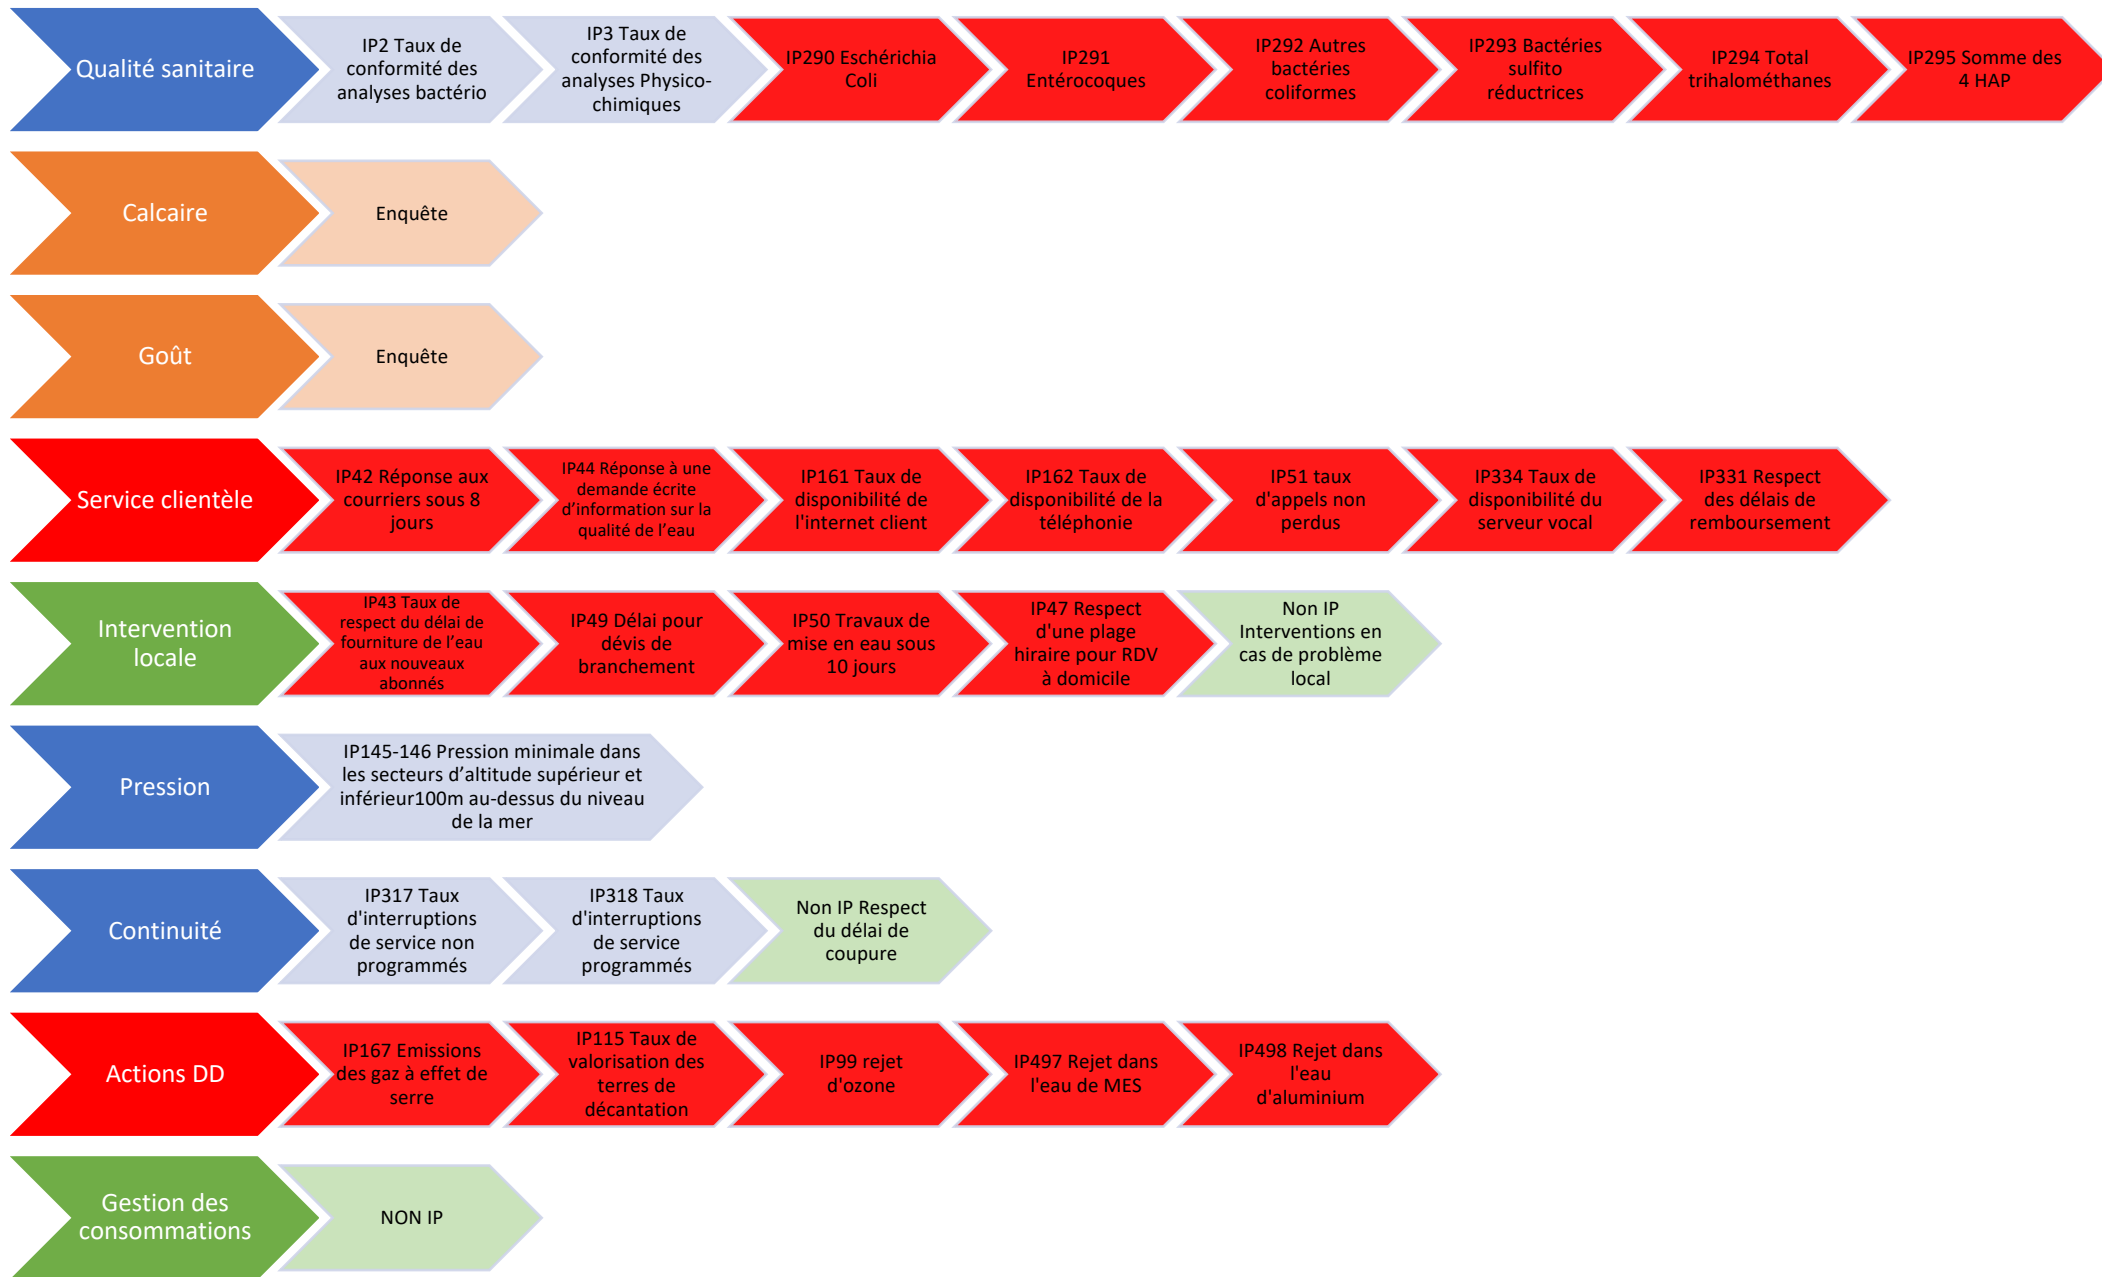 Qualité sanitaire
IP2 Taux de
conformité des
analyses bactério
IP3 Taux de
conformité des
analyses Physico-
chimiques
IP290 Eschérichia
Coli
IP291
Entérocoques
IP292 Autres
bactéries
coliformes
IP293 Bactéries
sulfito
réductrices
IP294 Total
trihalométhanes
IP295 Somme des
4 HAP
Calcaire
Enquête
Goût
Enquête
Service clientèle
IP42 Réponse aux
courriers sous 8
jours
IP44 Réponse à une
demande écrite
d’information sur la
qualité de l’eau
IP161 Taux de
disponibilité de
l'internet client
IP162 Taux de
disponibilité de la
téléphonie
IP51 taux
d'appels non
perdus
IP334 Taux de
disponibilité du
serveur vocal
IP331 Respect
des délais de
remboursement
Intervention
locale
IP43 Taux de
respect du délai de
fourniture de l’eau
aux nouveaux
abonnés
IP49 Délai pour
dévis de
branchement
IP50 Travaux de
mise en eau sous
10 jours
IP47 Respect
d'une plage
hiraire pour RDV
à domicile
Non IP
Interventions en
cas de problème
local
Pression
IP145-146 Pression minimale dans
les secteurs d’altitude supérieur et
inférieur100m au-dessus du niveau
de la mer
Continuité
IP317 Taux
d'interruptions
de service non
programmés
IP318 Taux
d'interruptions
de service
programmés
Non IP Respect
du délai de
coupure
Actions DD
IP167 Emissions
des gaz à effet de
serre
IP115 Taux de
valorisation des
terres de
décantation
IP99 rejet
d'ozone
IP497 Rejet dans
l'eau de MES
IP498 Rejet dans
l'eau
d'aluminium
Gestion des
consommations
NON IP